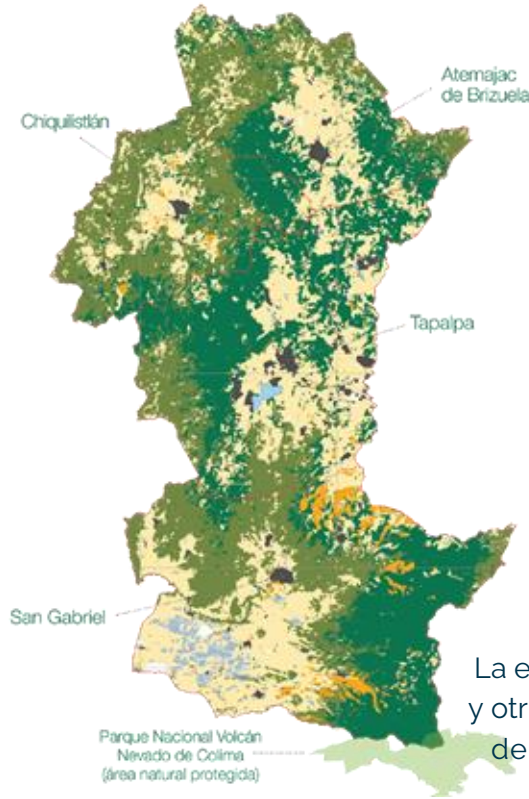 Atemajac
de Brizuela
Chiquilistlán
Tapalpa
San Gabriel
La e
y otr
de
Parque Nacional Volcán
Nevado de Colima
(área natural protegida)